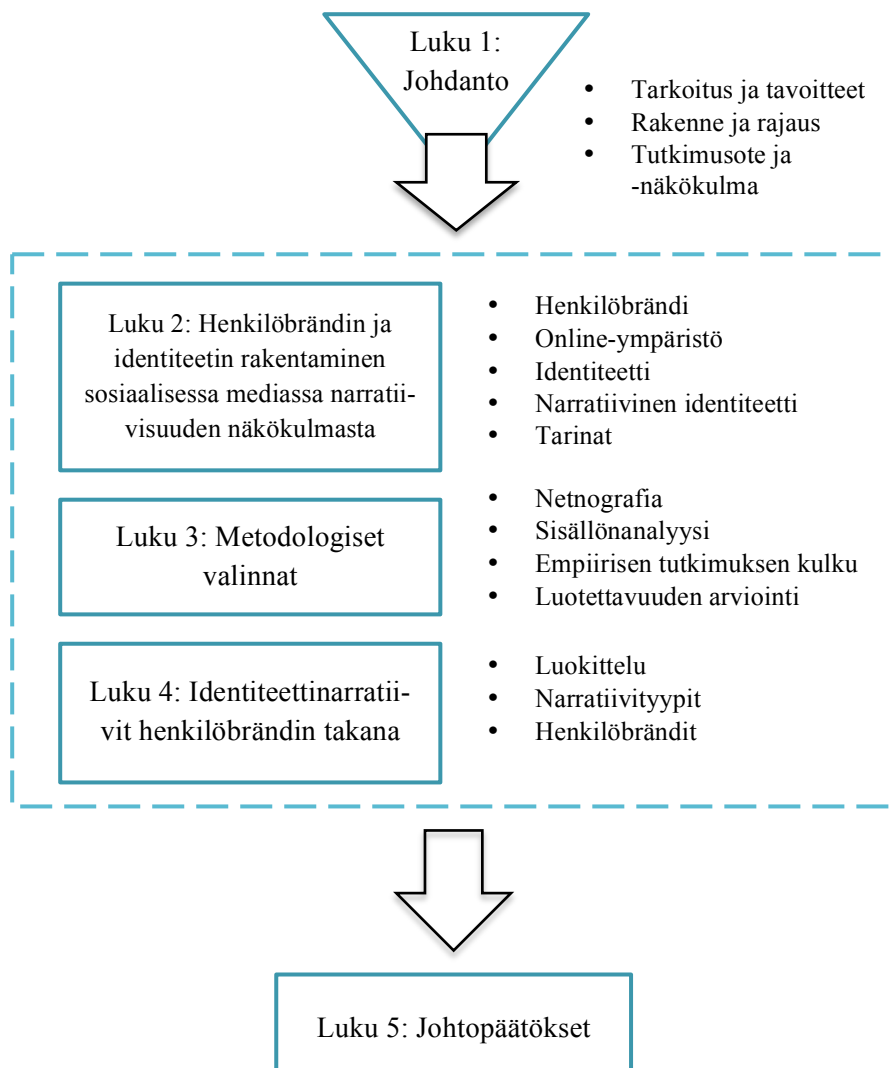 Luku 1:
Johdanto
• Tarkoitus ja tavoitteet
• Rakenne ja rajaus
• Tutkimusote ja
-näkökulma
Luku 2: Henkilöbrändin ja
identiteetin rakentaminen
sosiaalisessa mediassa narratii-
visuuden näkökulmasta
• Henkilöbrändi
• Online-ympäristö
• Identiteetti
• Narratiivinen identiteetti
• Tarinat
Luku 3: Metodologiset
valinnat
• Netnografia
• Sisällönanalyysi
• Empiirisen tutkimuksen kulku
• Luotettavuuden arviointi
Luku 4: Identiteettinarratii-
vit henkilöbrändin takana
• Luokittelu
• Narratiivityypit
• Henkilöbrändit
Luku 5: Johtopäätökset